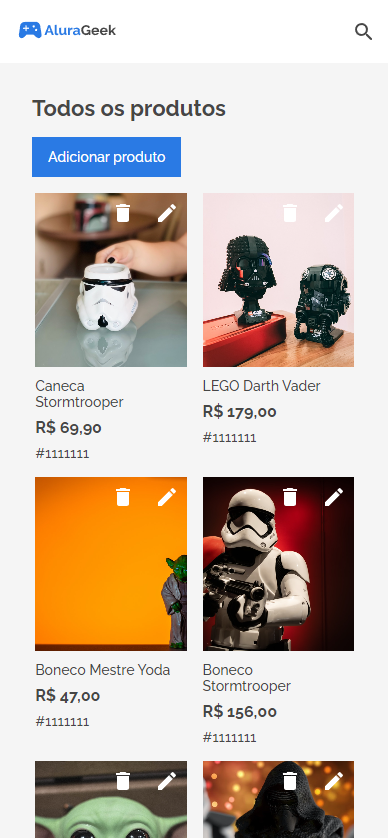 AluraGeek
Todos os produtos
Adicionar produto
Caneca
Stormtrooper
R$ 69,90
#1111111
LEGO Darth Vader
R$ 179,00
#1111111
Boneco Mestre Yoda
R$ 47,00
#1111111
Boneco
Stormtrooper
R$ 156,00
#1111111